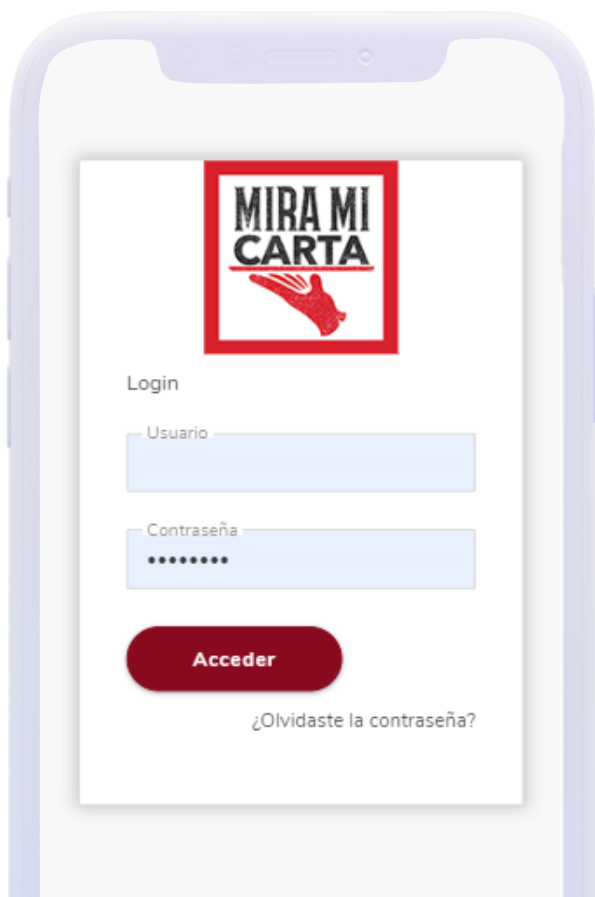 MIRA MI
CARTA
Login
Usuario
Contraseña
••••••••
Acceder
¿Olvidaste la contraseña?